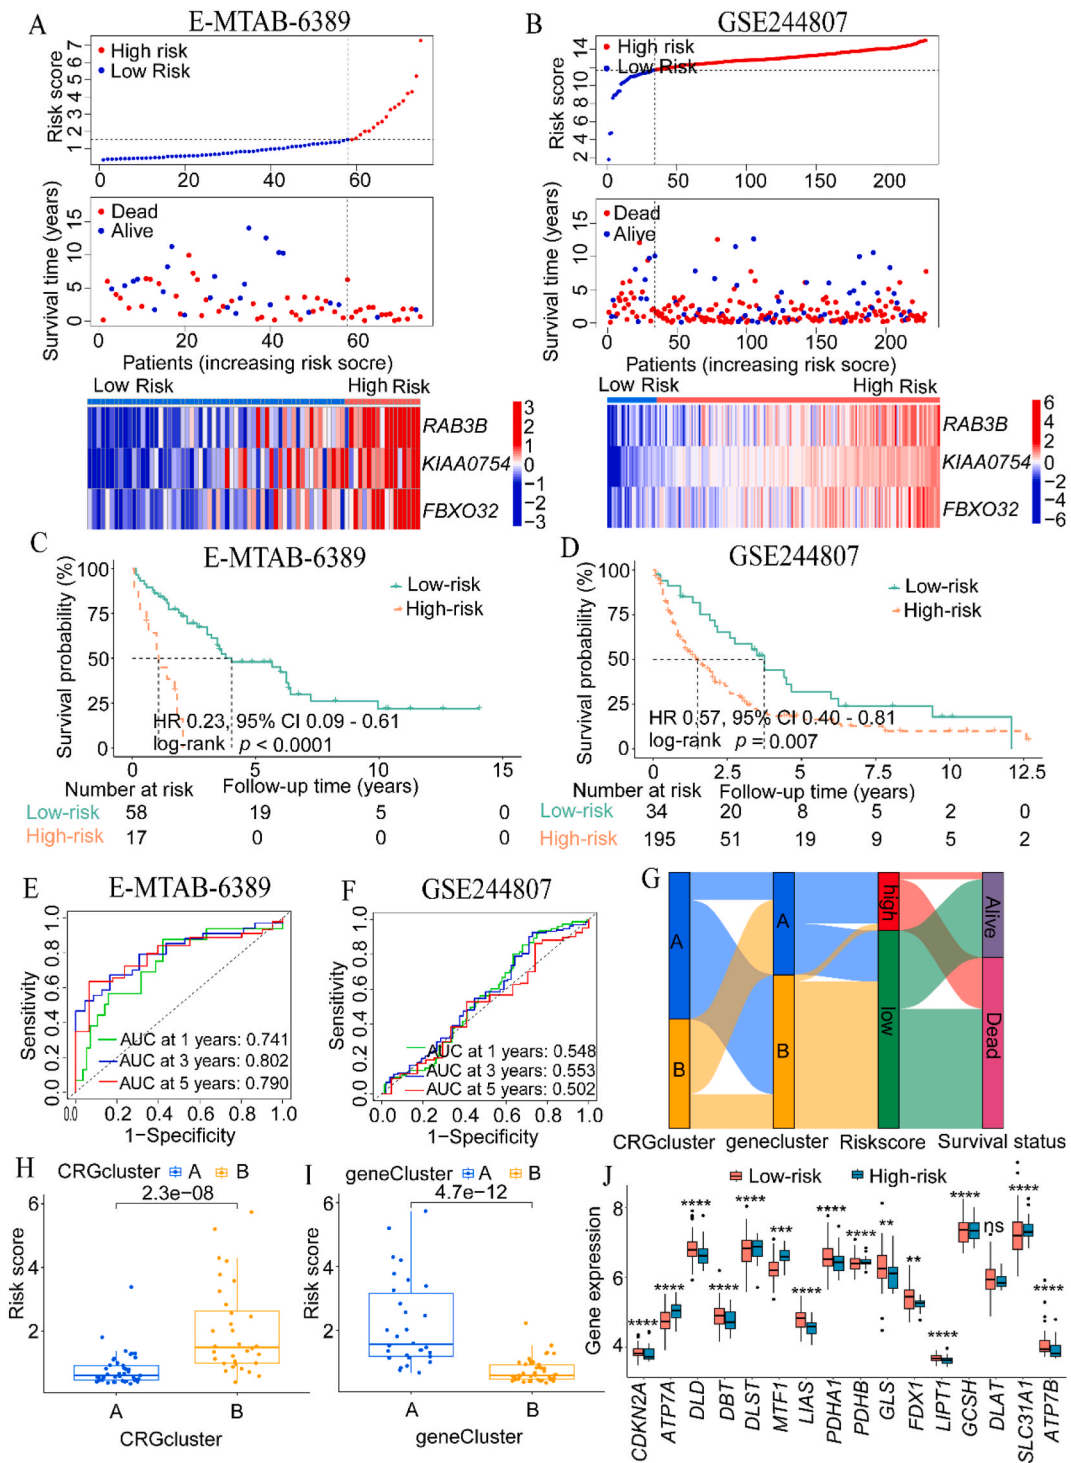 A E-MTAB-6389
Risk score
7
6
5
4
3
2
1
High risk
Low Risk
0 20 40 60
Survival time (years)
15
10
5
0
Dead
Alive
0 20 40 60
Patients (increasing risk socre)
Low Risk High Risk
RAB3B
KIAA0754
FBXO32
3
2
1
0
−1
−2
−3
B GSE244807
Risk score
14
12
10
8
6
4
2
High risk
Low Risk
0 50 100 150 200
Survival time (years)
15
10
5
0
Dead
Alive
0 50 100 150 200
Patients (increasing risk socre)
Low Risk High Risk
RAB3B
KIAA0754
FBXO32
6
4
2
0
−2
−4
−6
C E-MTAB-6389
Survival probability (%)
100
75
50
25
0
Low-risk
High-risk
HR 0.23, 95% CI 0.09 - 0.61
log-rank p < 0.0001
0 5 10 15
Number at risk Follow-up time (years)
Low-risk 58 19 5 0
High-risk 17 0 0 0
D GSE244807
Survival probability (%)
100
75
50
25
0
Low-risk
High-risk
HR 0.57, 95% CI 0.40 - 0.81
log-rank p = 0.007
0 2.5 5 7.5 10 12.5
Number at risk Follow-up time (years)
Low-risk 34 20 8 5 2 0
High-risk 195 51 19 9 5 2
E E-MTAB-6389
Sensitivity
1.0
0.8
0.6
0.4
0.2
0.0
AUC at 1 years: 0.741
AUC at 3 years: 0.802
AUC at 5 years: 0.790
0.0 0.2 0.4 0.6 0.8 1.0
1−Specificity
F GSE244807
Sensitivity
1.0
0.8
0.6
0.4
0.2
0.0
AUC at 1 years: 0.548
AUC at 3 years: 0.553
AUC at 5 years: 0.502
0.0 0.2 0.4 0.6 0.8 1.0
1−Specificity
G
A
B
A
B
high
low
Alive
Dead
CRGcluster genecluster Riskscore Survival status
H CRGcluster A B
2.3e−08
Risk score
6
4
2
A B
CRGcluster
I geneCluster A B
4.7e−12
Risk score
6
4
2
A B
geneCluster
J Low-risk High-risk
Gene expression
8
6
4
**** **** **** **** **** *** **** **** **** ** ** **** **** ns **** ****
CDKN2A
ATP7A
DLD
DBT
DLST
MTF1
LIAS
PDHA1
PDHB
GLS
FDX1
LIPT1
GCSH
DLAT
SLC31A1
ATP7B